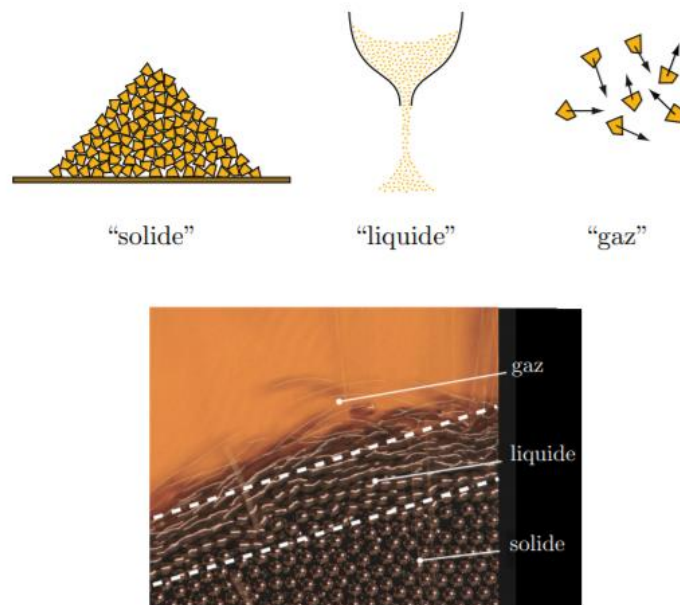 “solide”
“liquide”
“gaz”
gaz
liquide
solide